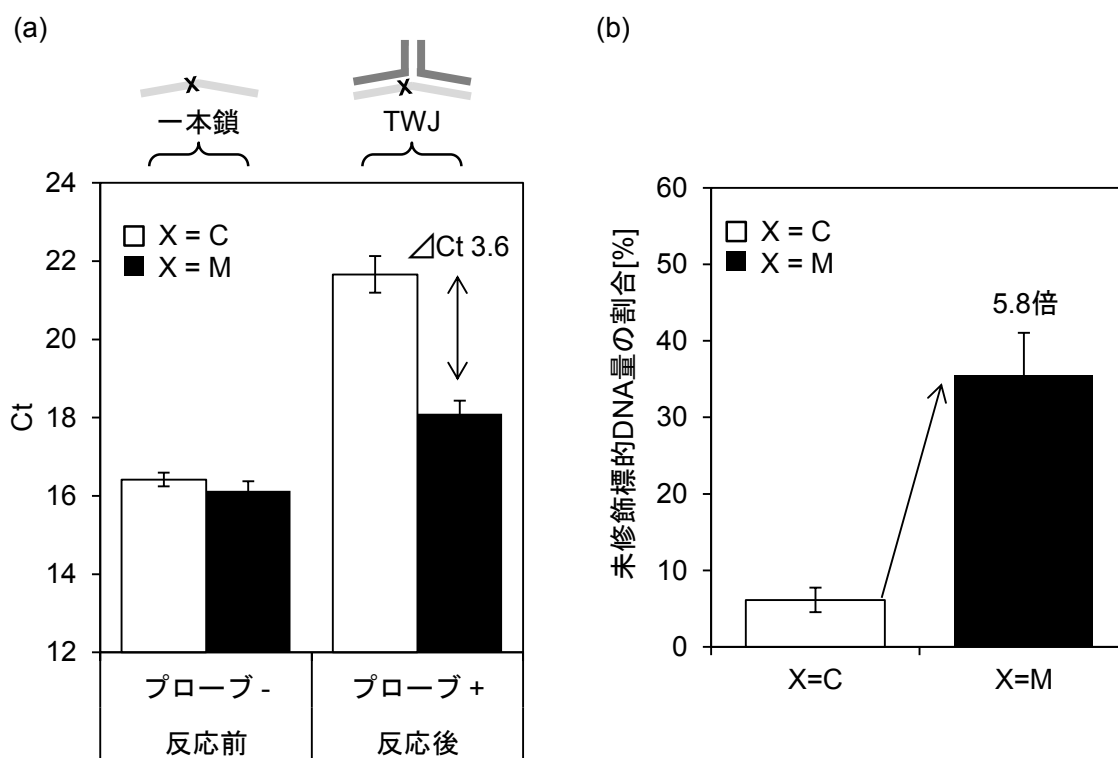 (a)
X
一本鎖
X
TWJ
24
22
20
18
16
14
12
Ct
X = C
X = M
⊿Ct 3.6
プローブ -
プローブ +
反応前
反応後
(b)
60
50
40
30
20
10
0
未修飾標的DNA量の割合[%]
X = C
X = M
5.8倍
X=C
X=M